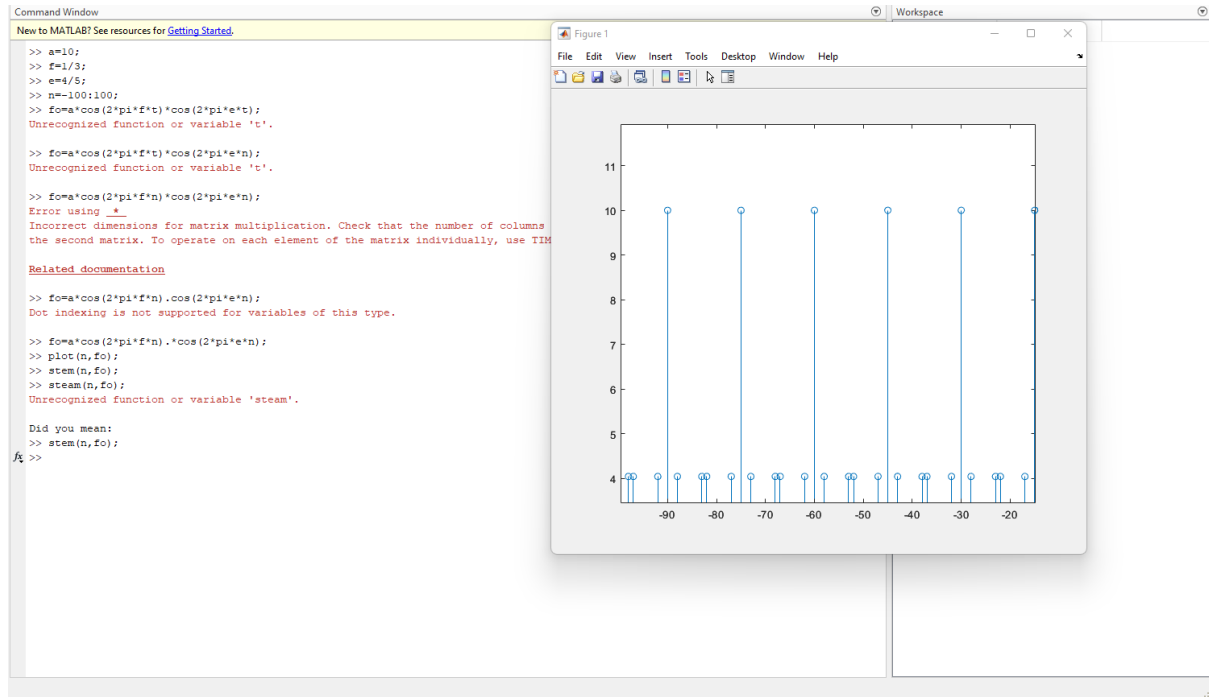 Command Window
New to MATLAB? See resources for Getting Started.
>> a=10;
>> f=1/3;
>> e=4/5;
>> n=-100:100;
>> fo=a*cos(2*pi*f*t)*cos(2*pi*e*t);
Unrecognized function or variable 't'.
>> fo=a*cos(2*pi*f*t)*cos(2*pi*e*n);
Unrecognized function or variable 't'.
>> fo=a*cos(2*pi*f*n)*cos(2*pi*e*n);
Error using *
Incorrect dimensions for matrix multiplication. Check that the number of columns
the second matrix. To operate on each element of the matrix individually, use TIM
Related documentation
>> fo=a*cos(2*pi*f*n).cos(2*pi*e*n);
Dot indexing is not supported for variables of this type.
>> fo=a*cos(2*pi*f*n).*cos(2*pi*e*n);
>> plot(n,fo);
>> stem(n,fo);
>> steam(n,fo);
Unrecognized function or variable 'steam'.
Did you mean:
>> stem(n,fo);
fx >>
Figure 1
File Edit View Insert Tools Desktop Window Help
11
10
9
8
7
6
5
4
-90 -80 -70 -60 -50 -40 -30 -20
Workspace